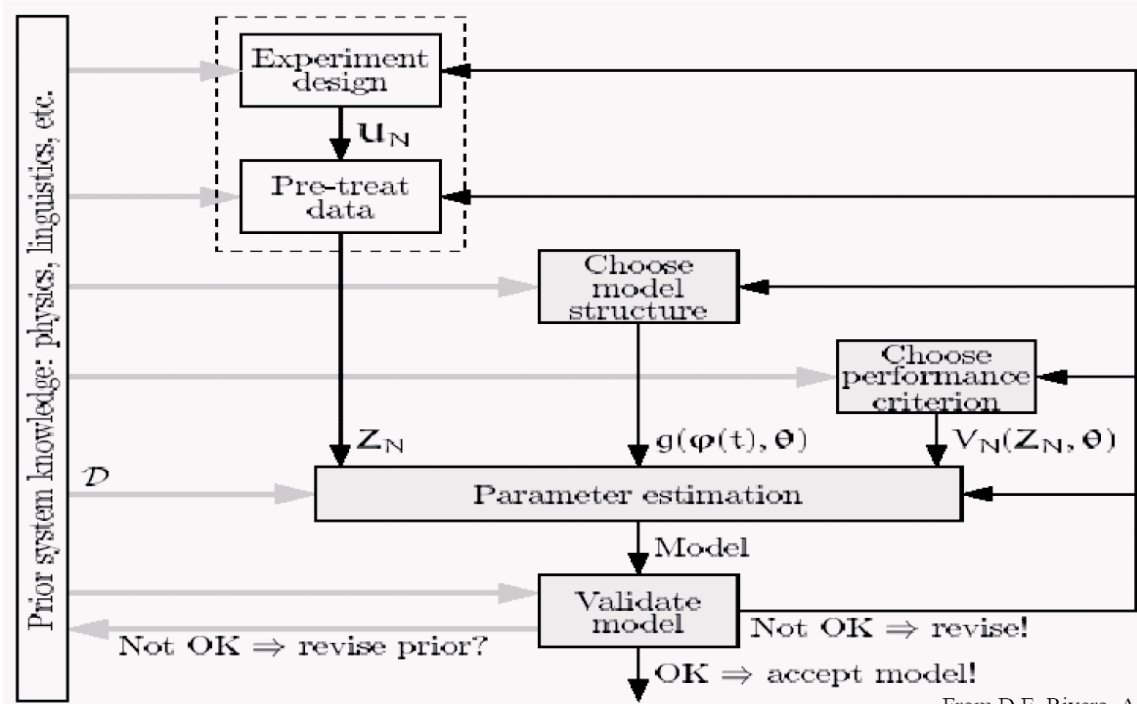 Prior system knowledge: physics, linguistics, etc.
Experiment
design
U_N
Pre-treat
data
Choose
model
structure
Choose
performance
criterion
Z_N
g(φ(t), θ)
V_N(Z_N, θ)
𝒟
Parameter estimation
Model
Validate
model
Not OK ⇒ revise prior?
Not OK ⇒ revise!
OK ⇒ accept model!
From D.E. Rivera, A